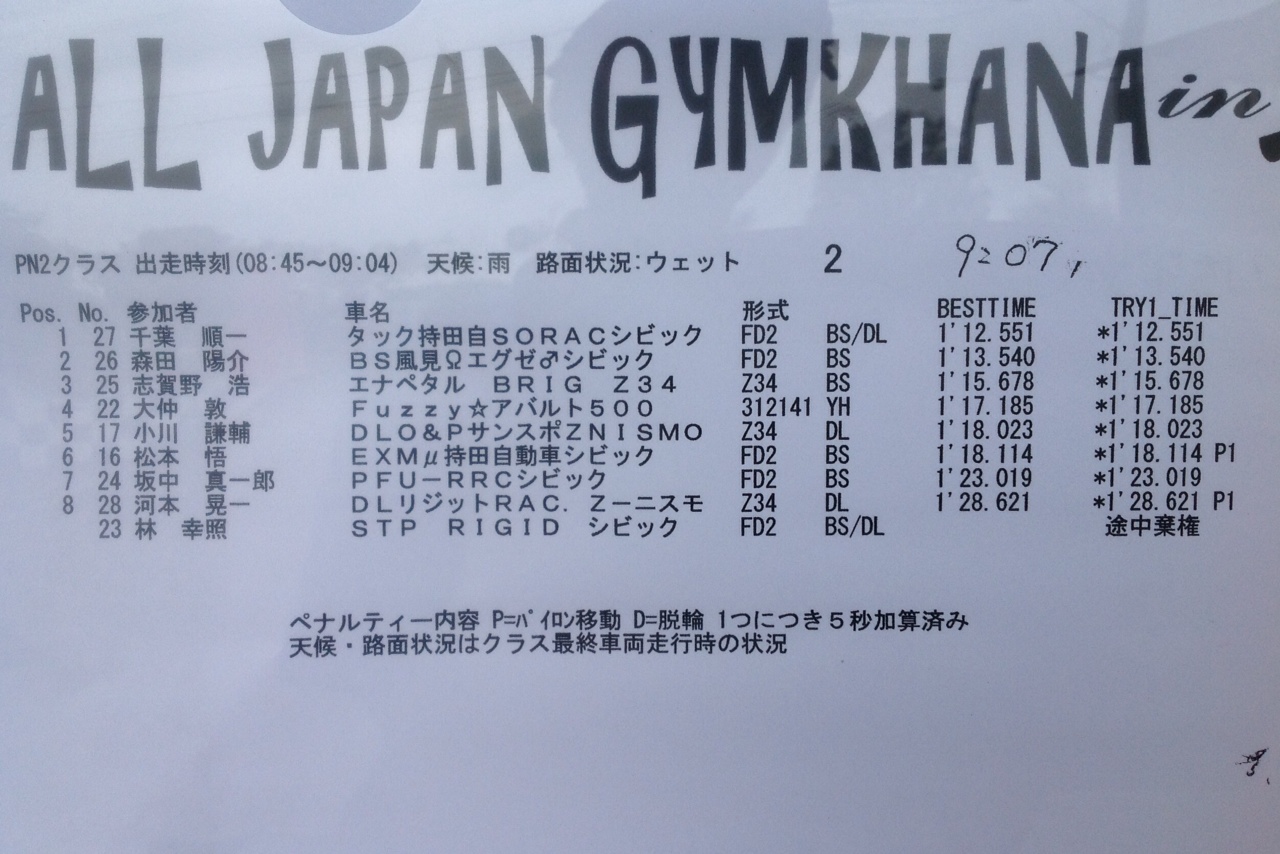 ALL JAPAN GYMKHANA in
PN2クラス 出走時刻(08:45～09:04) 天候:雨 路面状況:ウェット 2 9:07
Pos. No. 参加者 車名 形式 BESTTIME TRY1_TIME
1 27 千葉 順一 タック持田自ＳＯＲＡＣシビック FD2 BS/DL 1'12.551 *1'12.551
2 26 森田 陽介 ＢＳ風見Ωエグゼ♂シビック FD2 BS 1'13.540 *1'13.540
3 25 志賀野 浩 エナペタル ＢＲＩＧ Ｚ３４ Z34 BS 1'15.678 *1'15.678
4 22 大仲 敦 Ｆｕｚｚｙ☆アバルト５００ 312141 YH 1'17.185 *1'17.185
5 17 小川 謙輔 ＤＬＯ＆ＰサンスポＺＮＩＳＭＯ Z34 DL 1'18.023 *1'18.023
6 16 松本 悟 ＥＸＭμ持田自動車シビック FD2 BS 1'18.114 *1'18.114 P1
7 24 坂中 真一郎 ＰＦＵ－ＲＲＣシビック FD2 BS 1'23.019 *1'23.019
8 28 河本 晃一 ＤＬリジットＲＡＣ．Ｚーニスモ Z34 DL 1'28.621 *1'28.621 P1
23 林 幸照 ＳＴＰ ＲＩＧＩＤ シビック FD2 BS/DL 途中棄権
ペナルティー内容 P=ﾊﾟｲﾛﾝ移動 D=脱輪 1つにつき５秒加算済み
天候・路面状況はクラス最終車両走行時の状況